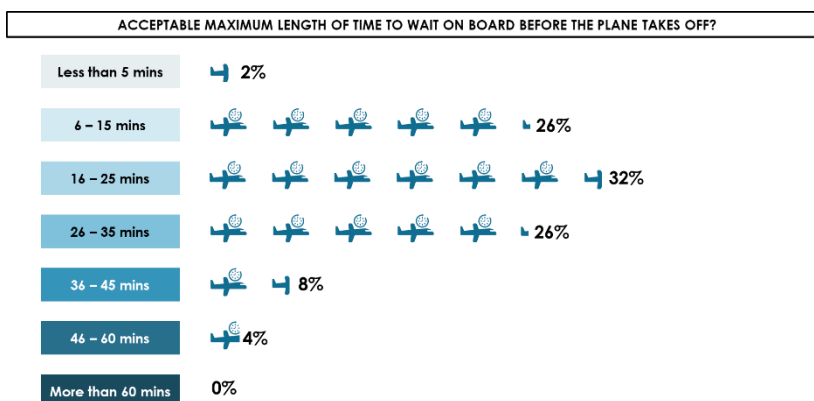 ACCEPTABLE MAXIMUM LENGTH OF TIME TO WAIT ON BOARD BEFORE THE PLANE TAKES OFF?
Less than 5 mins 2%
6 – 15 mins 26%
16 – 25 mins 32%
26 – 35 mins 26%
36 – 45 mins 8%
46 – 60 mins 4%
More than 60 mins 0%